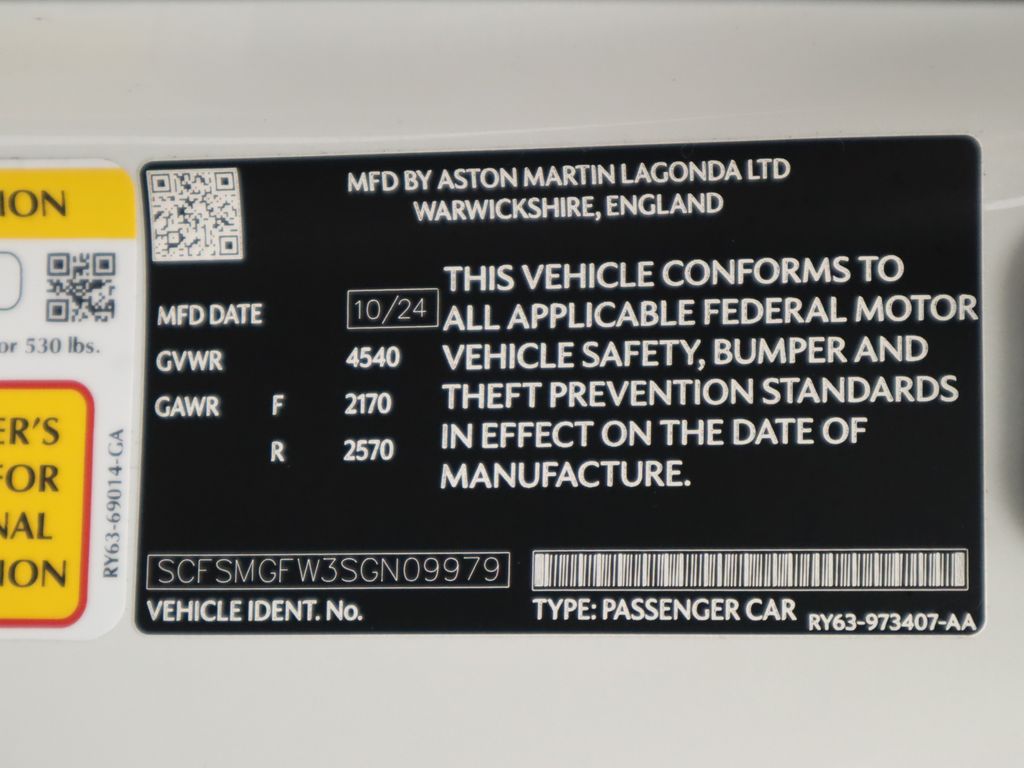 MFD BY ASTON MARTIN LAGONDA LTD
WARWICKSHIRE, ENGLAND
MFD DATE 10/24
GVWR 4540
GAWR F 2170
R 2570
THIS VEHICLE CONFORMS TO
ALL APPLICABLE FEDERAL MOTOR
VEHICLE SAFETY, BUMPER AND
THEFT PREVENTION STANDARDS
IN EFFECT ON THE DATE OF
MANUFACTURE.
SCFSMGFW3SGN09979
VEHICLE IDENT. No.
TYPE: PASSENGER CAR
RY63-973407-AA
ION
or 530 lbs.
ER'S
FOR
NAL
ION
RY63-69014-GA